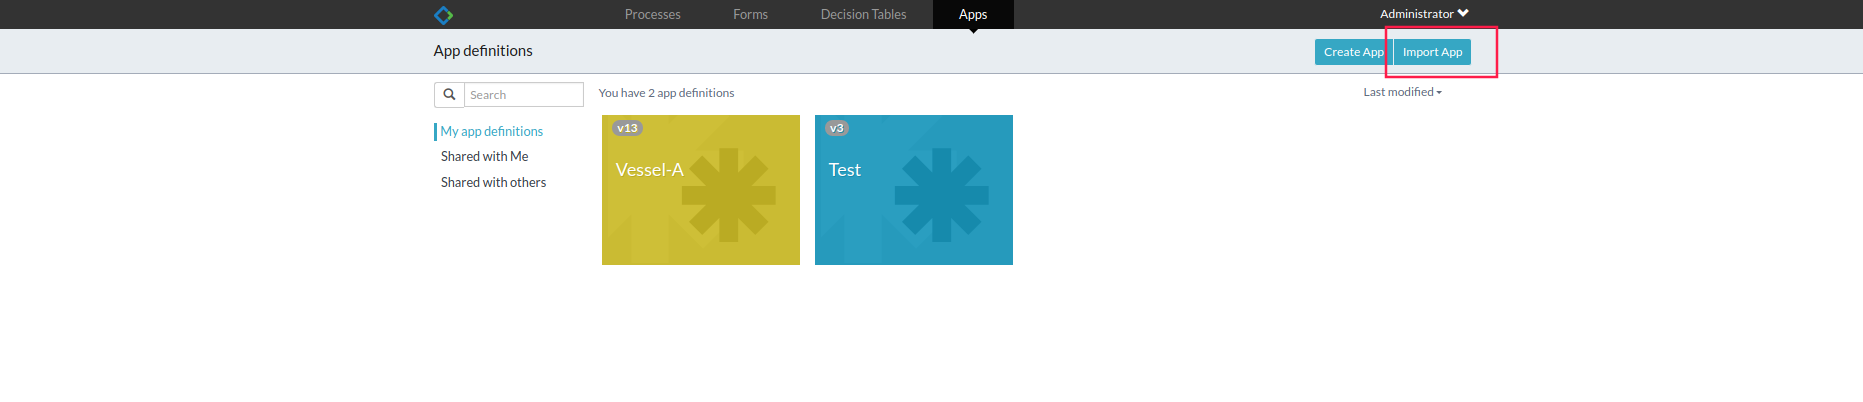 Processes Forms Decision Tables Apps Administrator
App definitions Create App Import App
Search You have 2 app definitions Last modified
My app definitions
Shared with Me
Shared with others
v13
Vessel-A
v3
Test